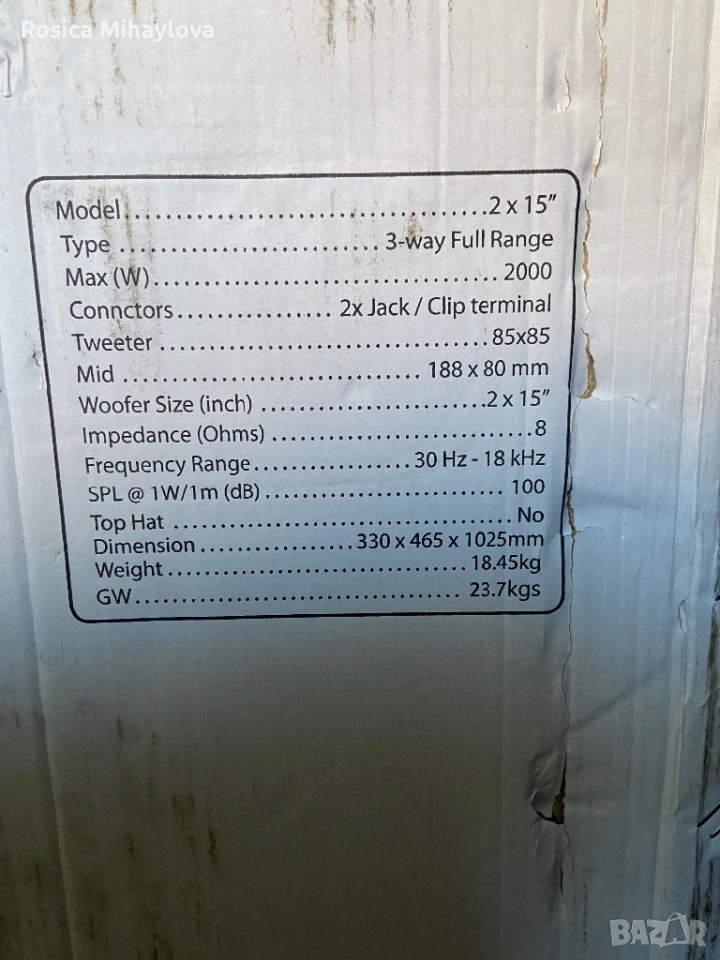 Rosica Mihaylova
Model....................................2 x 15"
Type .................... 3-way Full Range
Max (W)........................... 2000
Connctors................ 2x Jack / Clip terminal
Tweeter ......................... 85x85
Mid ....................... 188 x 80 mm
Woofer Size (inch) .......................2 x 15"
Impedance (Ohms) .........................8
Frequency Range............. 30 Hz - 18 kHz
SPL @ 1W/1m (dB) ....................... 100
Top Hat ................................. No
Dimension.............. 330 x 465 x 1025mm
Weight............................. 18.45kg
GW............................... 23.7kgs
BAZAR